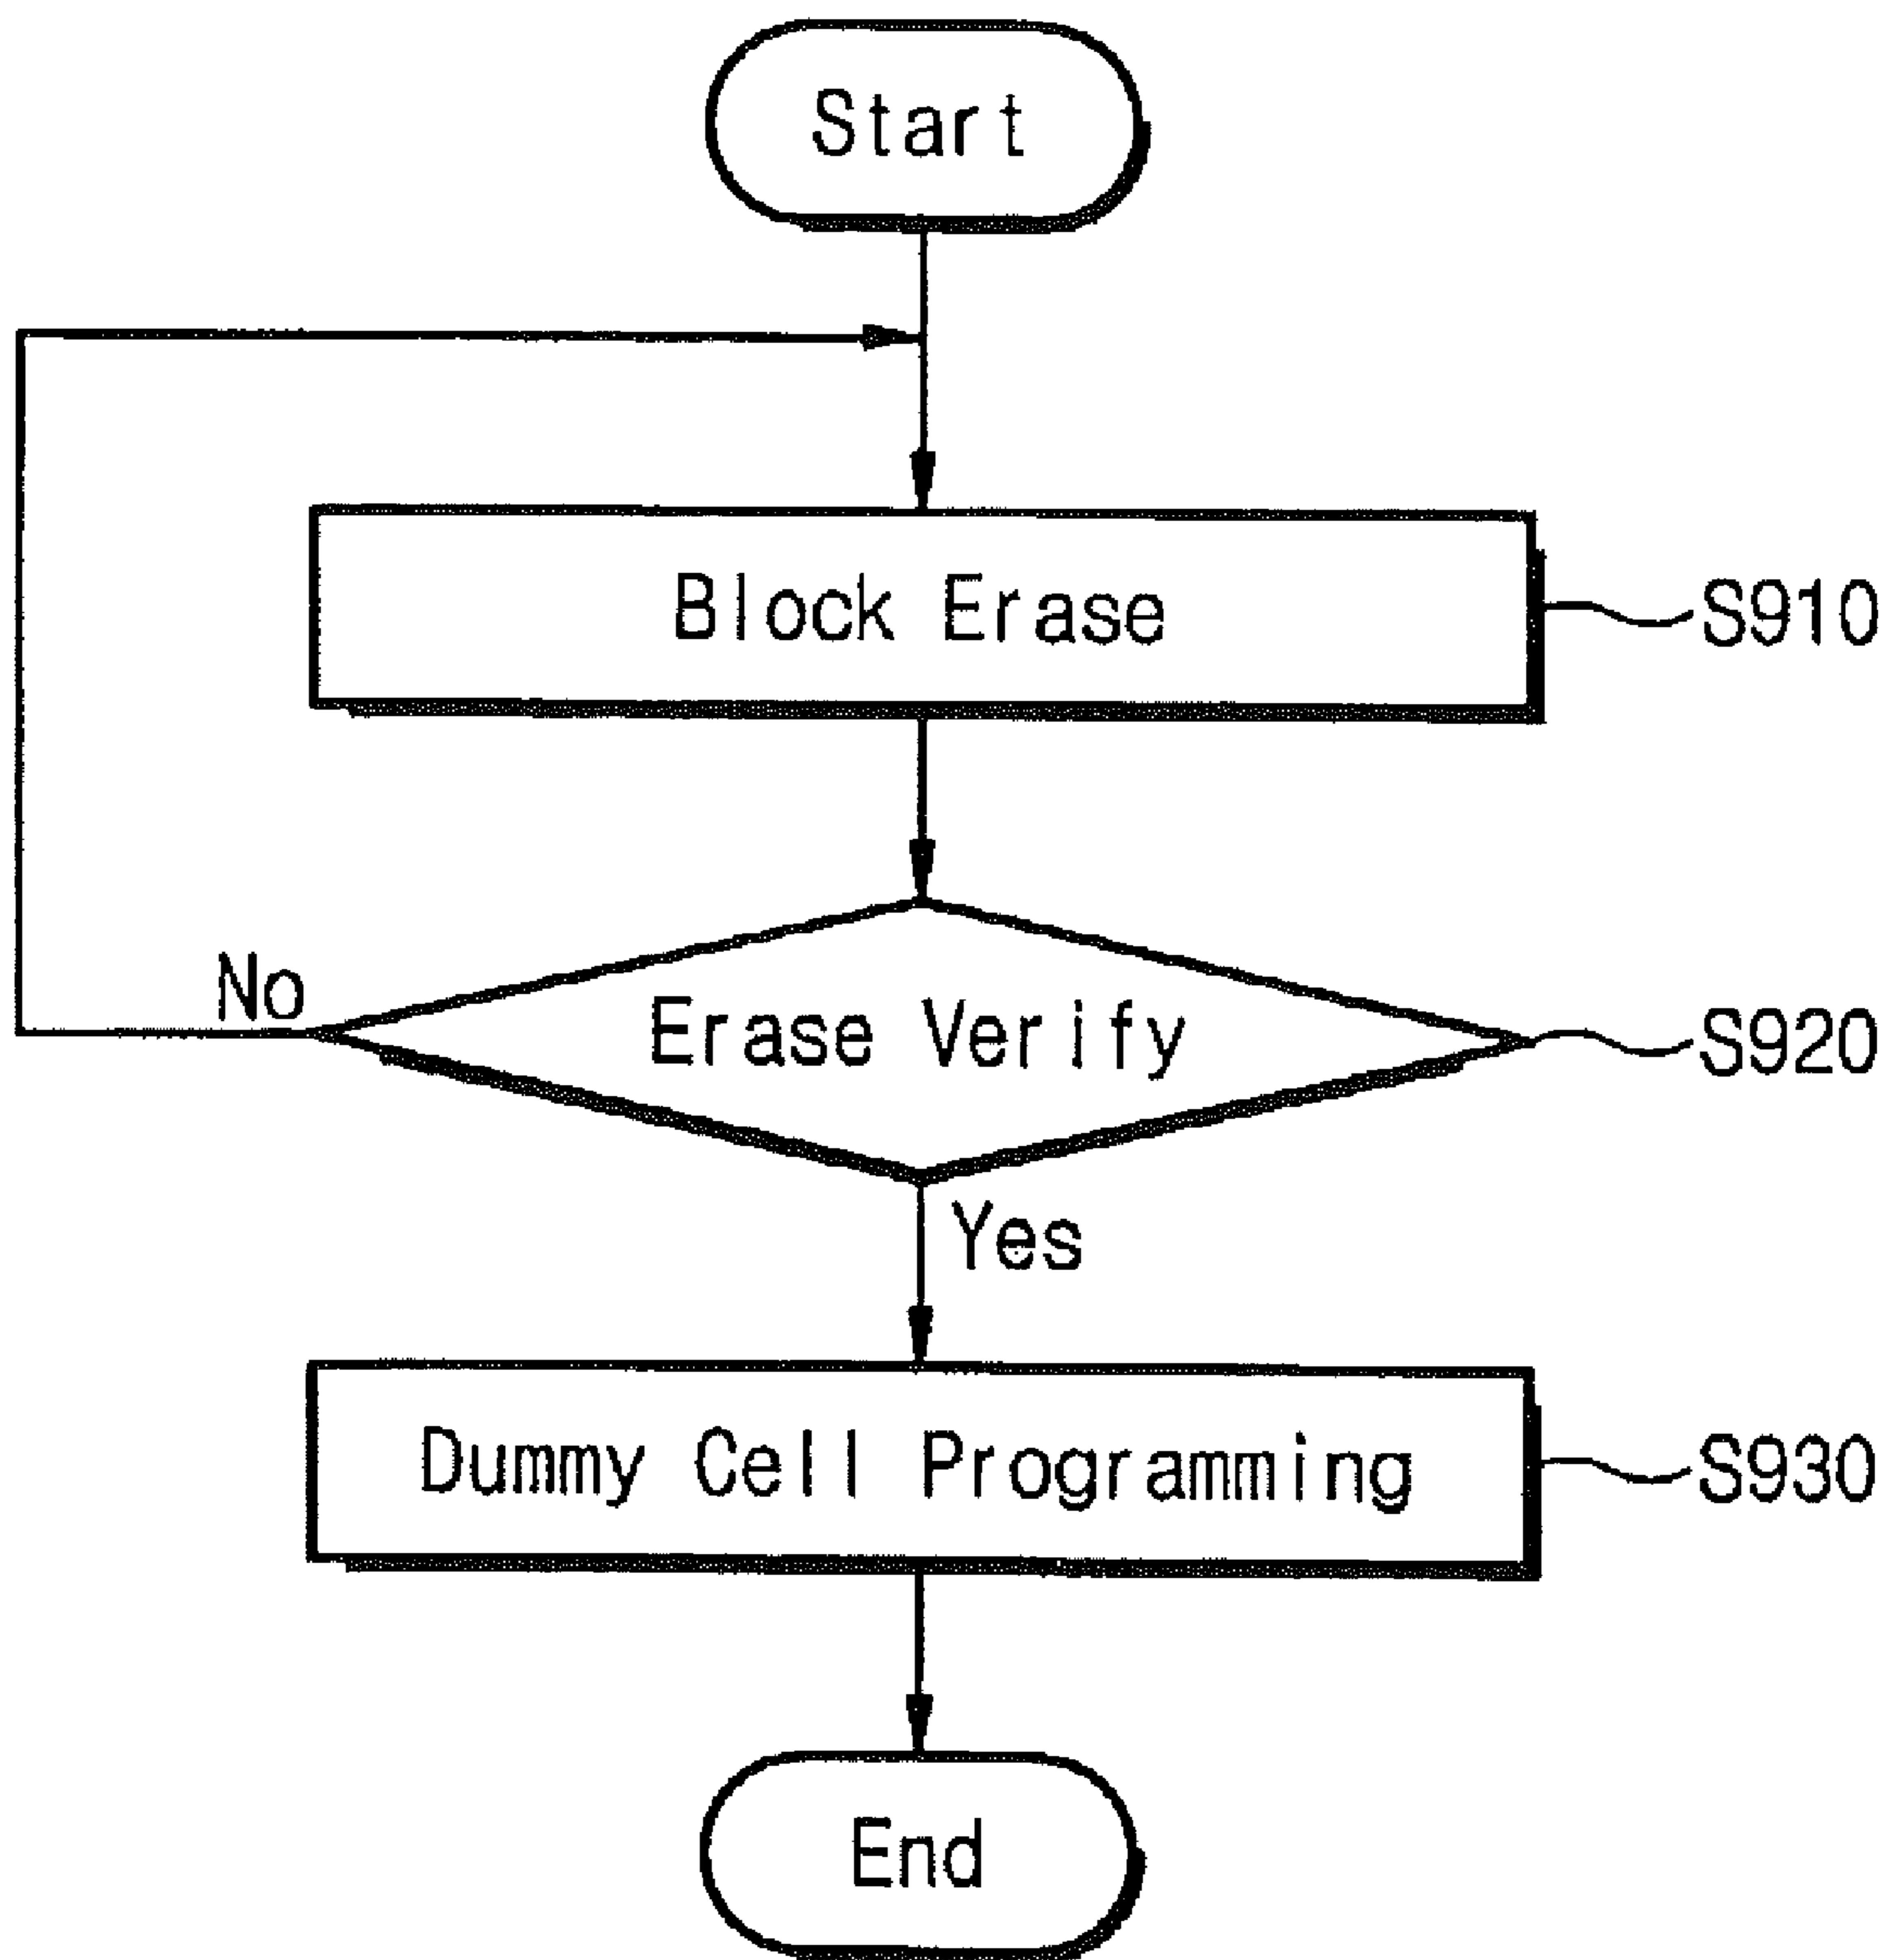 Start
Block Erase
S910
No
Erase Verify
S920
Yes
Dummy Cell Programming
S930
End